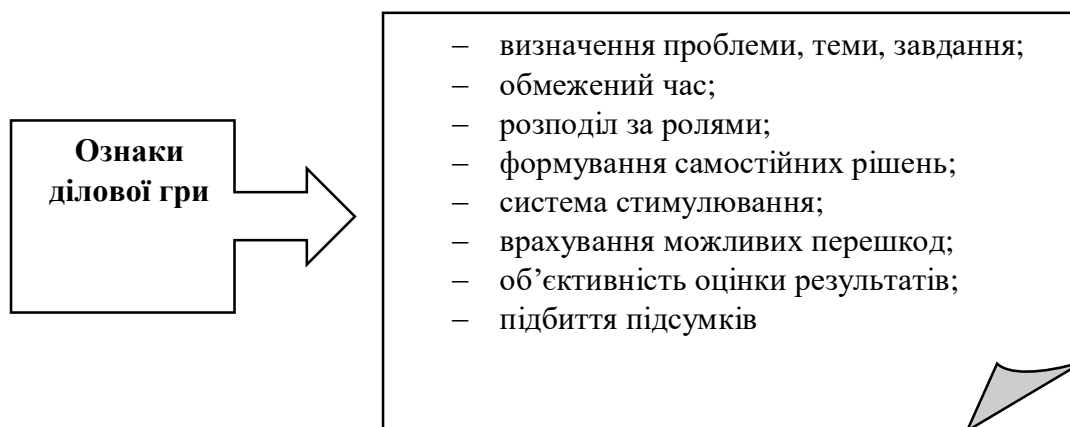 Ознаки
ділової гри
– визначення проблеми, теми, завдання;
– обмежений час;
– розподіл за ролями;
– формування самостійних рішень;
– система стимулювання;
– врахування можливих перешкод;
– об’єктивність оцінки результатів;
– підбиття підсумків